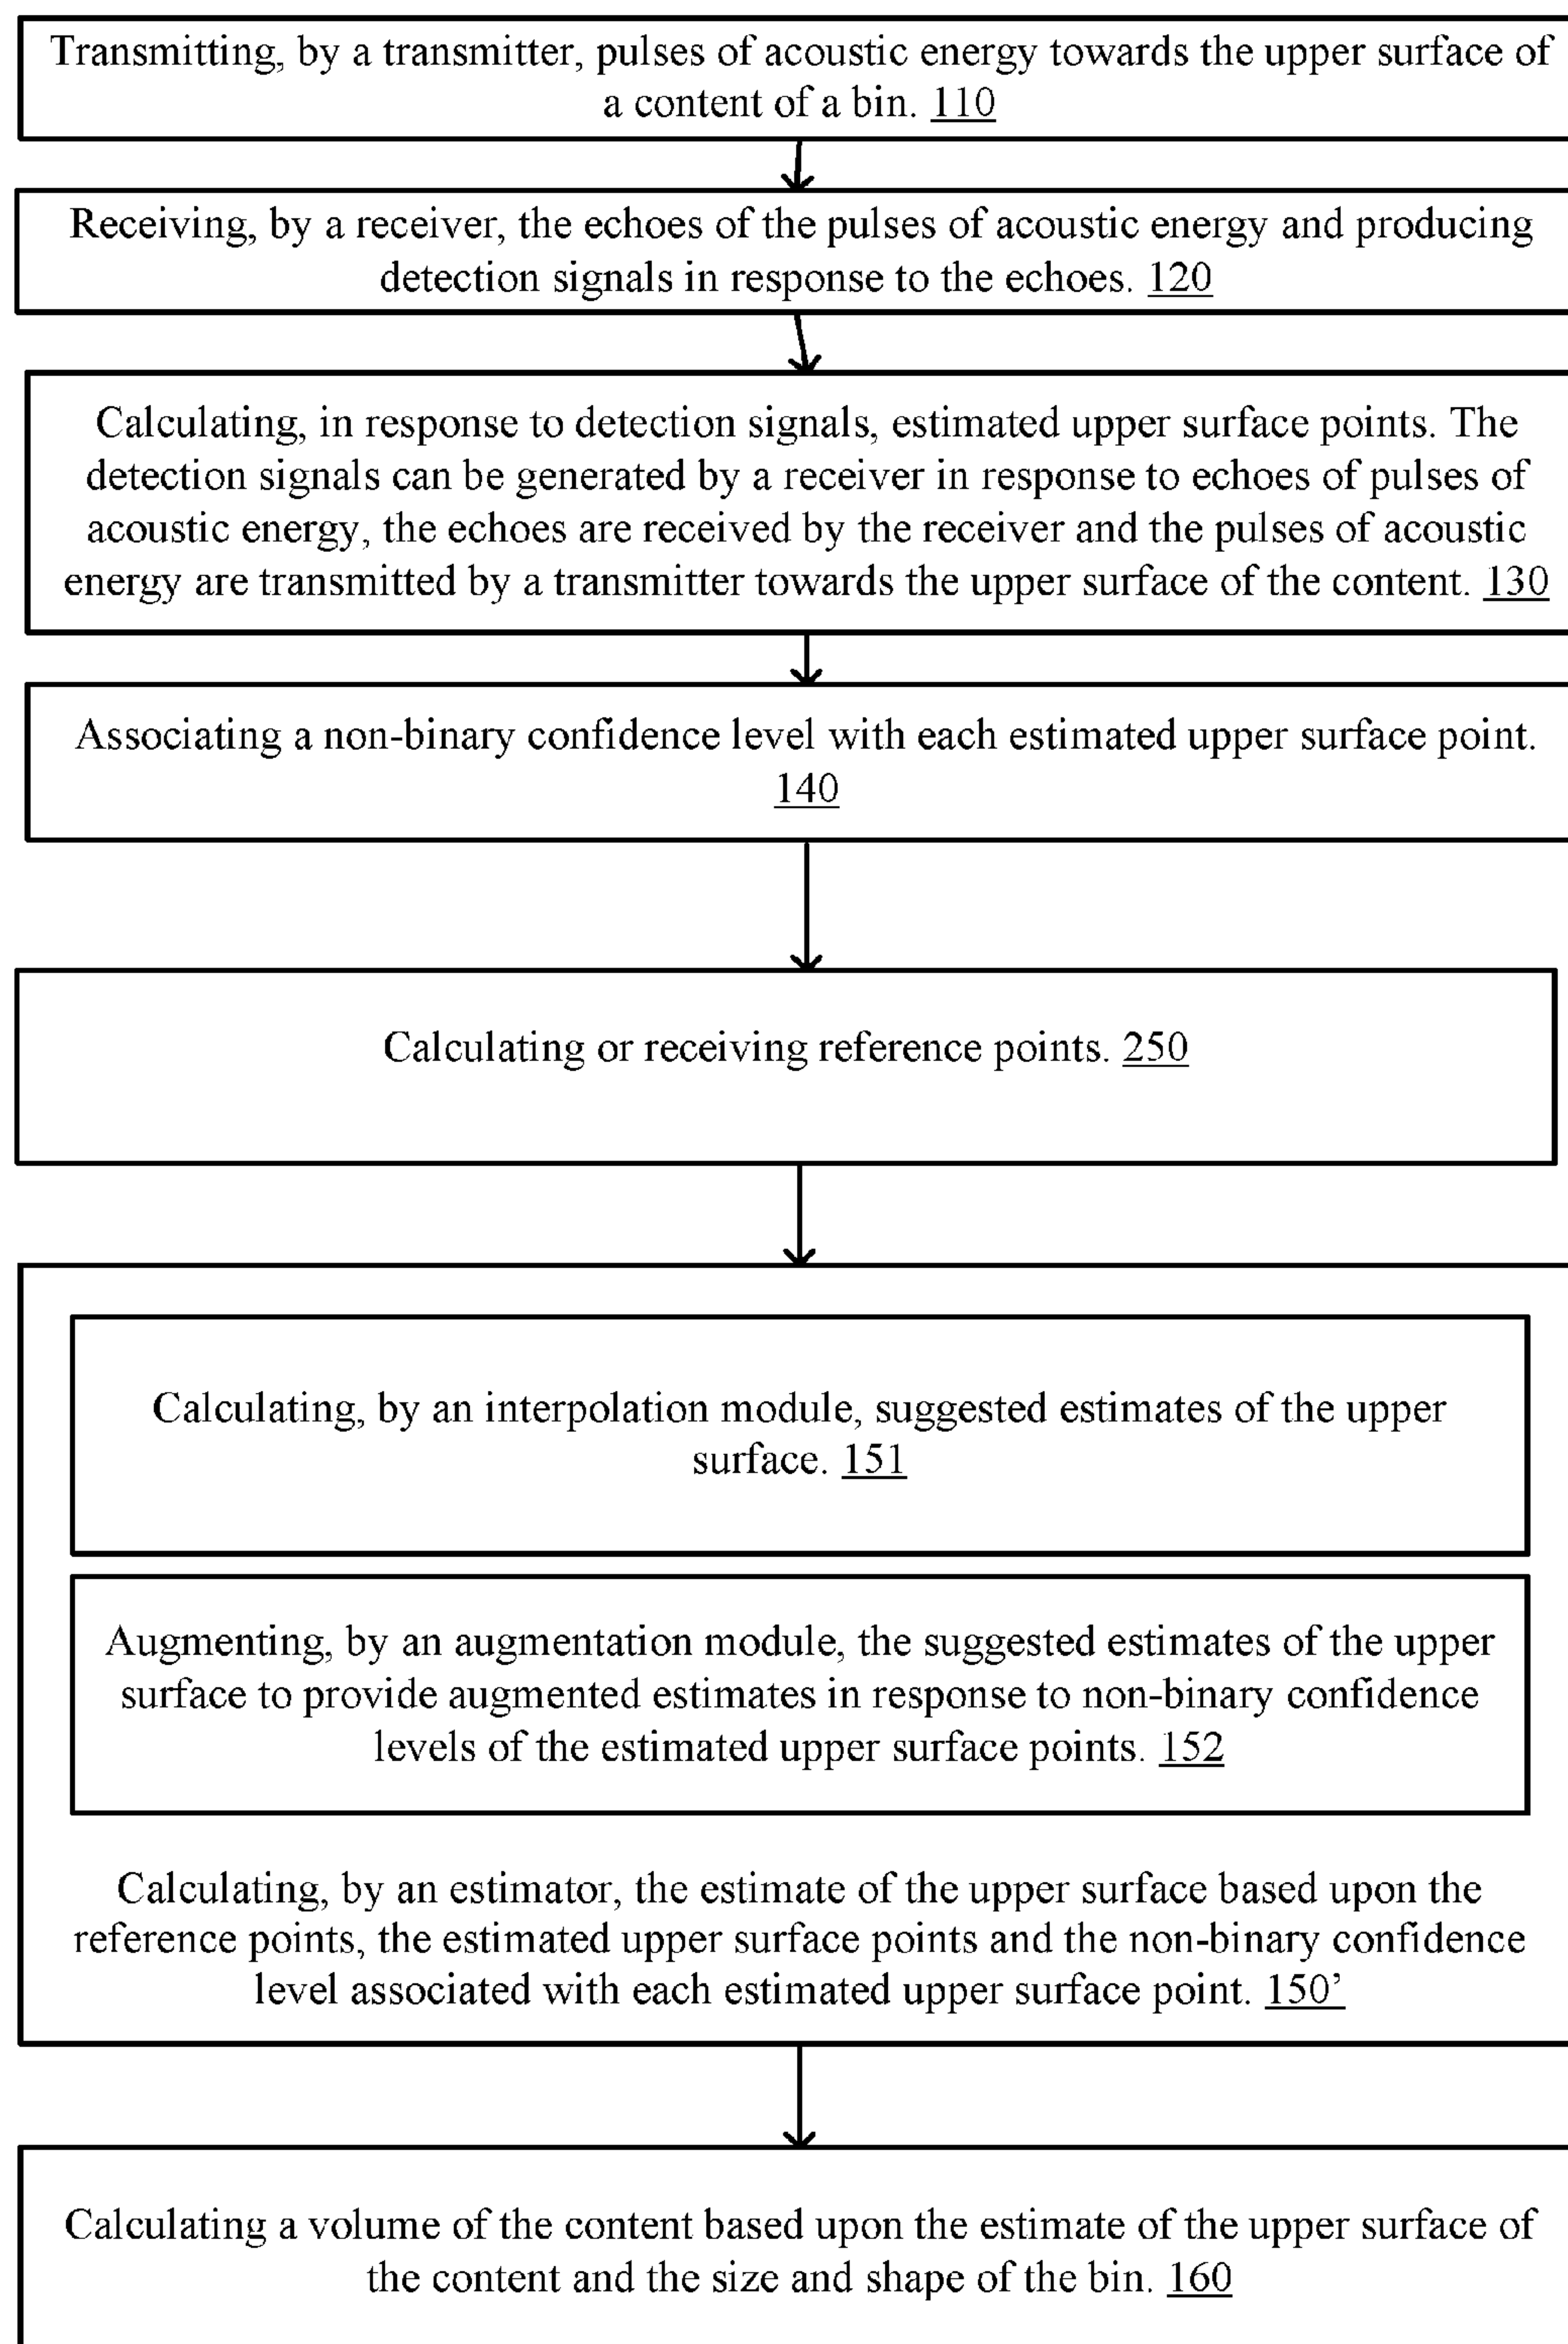 Transmitting, by a transmitter, pulses of acoustic energy towards the upper surface of
a content of a bin. 110
Receiving, by a receiver, the echoes of the pulses of acoustic energy and producing
detection signals in response to the echoes. 120
Calculating, in response to detection signals, estimated upper surface points. The
detection signals can be generated by a receiver in response to echoes of pulses of
acoustic energy, the echoes are received by the receiver and the pulses of acoustic
energy are transmitted by a transmitter towards the upper surface of the content. 130
Associating a non-binary confidence level with each estimated upper surface point.
140
Calculating or receiving reference points. 250
Calculating, by an interpolation module, suggested estimates of the upper
surface. 151
Augmenting, by an augmentation module, the suggested estimates of the upper
surface to provide augmented estimates in response to non-binary confidence
levels of the estimated upper surface points. 152
Calculating, by an estimator, the estimate of the upper surface based upon the
reference points, the estimated upper surface points and the non-binary confidence
level associated with each estimated upper surface point. 150’
Calculating a volume of the content based upon the estimate of the upper surface of
the content and the size and shape of the bin. 160